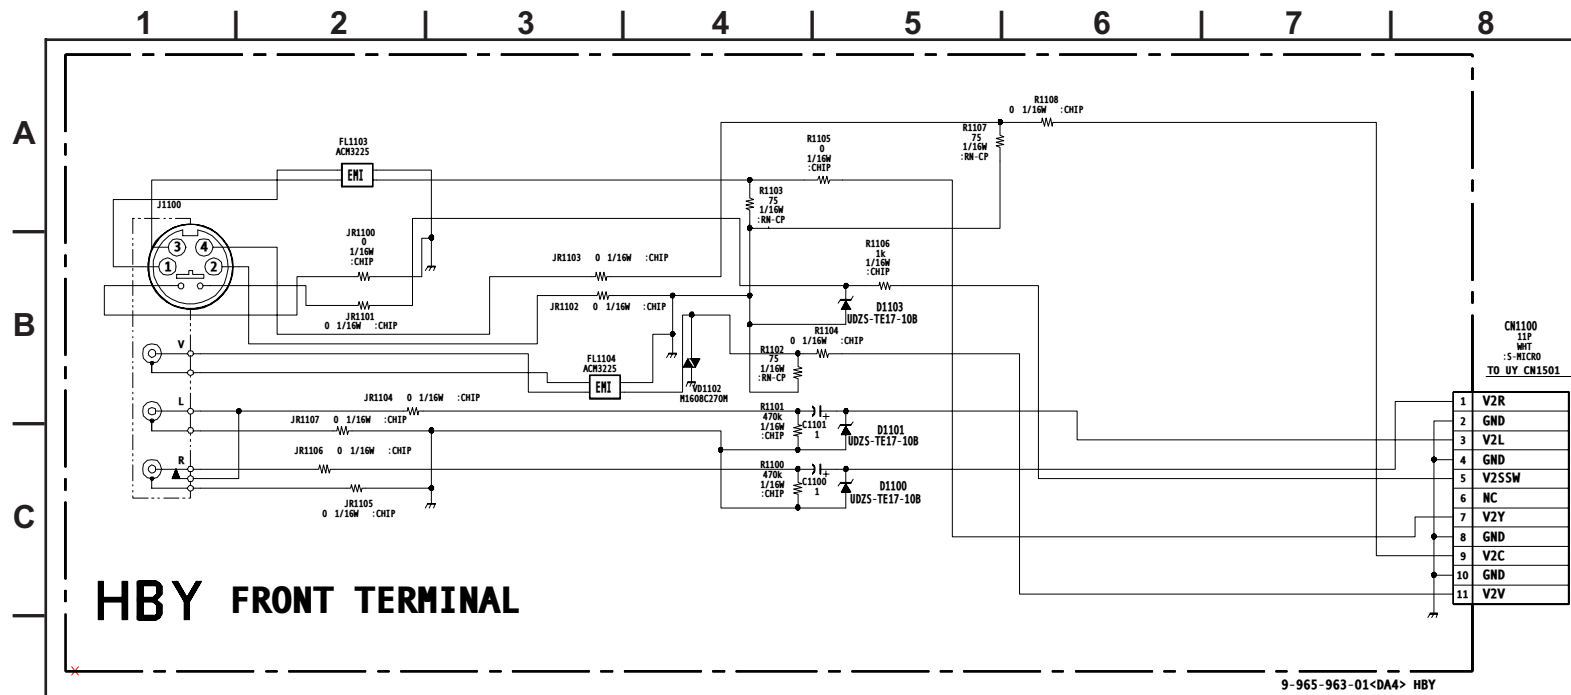 1 2 3 4 5 6 7 8
A
B
C
R1108
0 1/16W :CHIP
R1107
75
1/16W
:RN-CP
R1105
0
1/16W
:CHIP
FL1103
ACM3225
EMI
R1103
75
1/16W
:RN-CP
J1100
3 4
1 2
JR1100
0
1/16W
:CHIP
JR1101
0 1/16W :CHIP
JR1103 0 1/16W :CHIP
JR1102 0 1/16W :CHIP
R1106
1k
1/16W
:CHIP
D1103
UDZS-TE17-10B
R1104
0 1/16W :CHIP
R1102
75
1/16W
:RN-CP
V
FL1104
ACM3225
EMI
VD1102
M1608C270M
L
JR1104 0 1/16W :CHIP
JR1107 0 1/16W :CHIP
R1101
470k
1/16W
:CHIP
C1101
1
+
D1101
UDZS-TE17-10B
R
JR1106 0 1/16W :CHIP
JR1105
0 1/16W :CHIP
R1100
470k
1/16W
:CHIP
C1100
1
+
D1100
UDZS-TE17-10B
CN1100
11P
WHT
:S-MICRO
TO UY CN1501
1 V2R
2 GND
3 V2L
4 GND
5 V2SSW
6 NC
7 V2Y
8 GND
9 V2C
10 GND
11 V2V
HBY FRONT TERMINAL
9-965-963-01<DA4> HBY